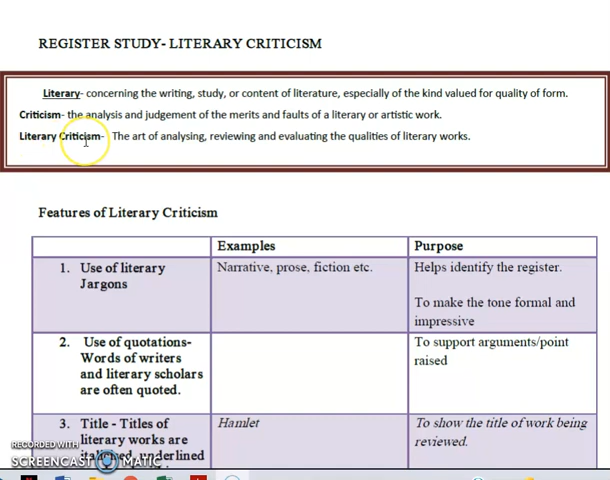 REGISTER STUDY- LITERARY CRITICISM
Literary- concerning the writing, study, or content of literature, especially of the kind valued for quality of form.
Criticism- the analysis and judgement of the merits and faults of a literary or artistic work.
Literary Criticism- The art of analysing, reviewing and evaluating the qualities of literary works.
Features of Literary Criticism
Examples Purpose
1. Use of literary Narrative, prose, fiction etc. Helps identify the register.
Jargons
To make the tone formal and
impressive
2. Use of quotations- To support arguments/point
Words of writers raised
and literary scholars
are often quoted.
3. Title - Titles of Hamlet To show the title of work being
literary works are reviewed.
italicised, underlined
RECORDED WITH
SCREENCAST MATIC